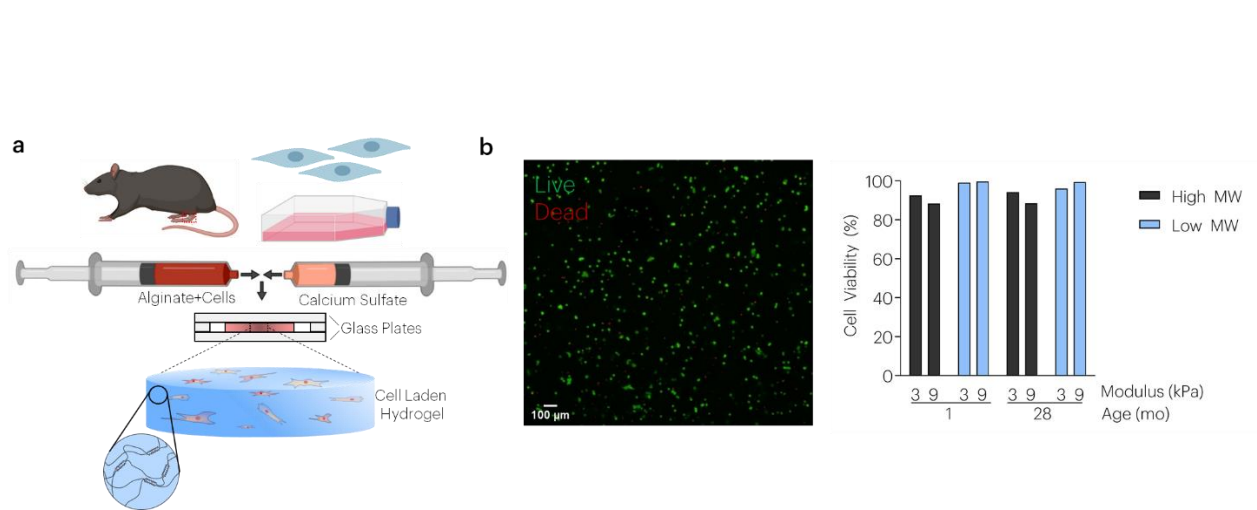 a
Alginate+Cells
Calcium Sulfate
Glass Plates
Cell Laden
Hydrogel
b
Live
Dead
100 µm
Cell Viability (%)
100
80
60
40
20
0
3 9 3 9 3 9 3 9 Modulus (kPa)
1 28 Age (mo)
High MW
Low MW